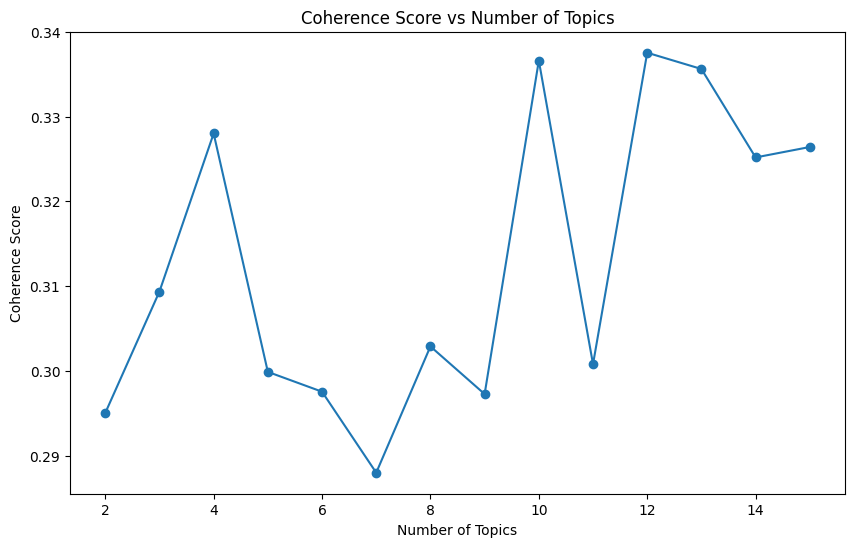 Coherence Score vs Number of Topics
0.34
0.33
0.32
0.31
0.30
0.29
Coherence Score
2 4 6 8 10 12 14
Number of Topics